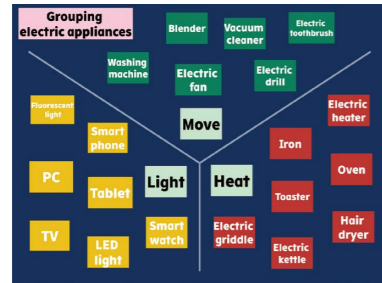 Grouping
electric appliances
Blender
Vacuum
cleaner
Electric
toothbrush
Washing
machine
Electric
fan
Electric
drill
Move
Fluorescent
light
Smart
phone
PC
Tablet
Light
TV
LED
light
Smart
watch
Heat
Electric
heater
Iron
Oven
Toaster
Hair
dryer
Electric
griddle
Electric
kettle